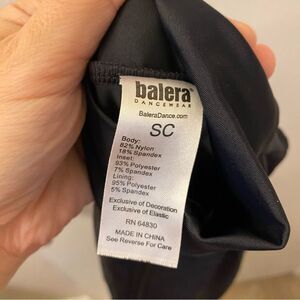 balera
DANCEWEAR
BaleraDance.com
SC
Body:
82% Nylon
18% Spandex
Inset:
93% Polyester
7% Spandex
Lining:
95% Polyester
5% Spandex
Exclusive of Decoration
Exclusive of Elastic
RN 64830
MADE IN CHINA
See Reverse For Care